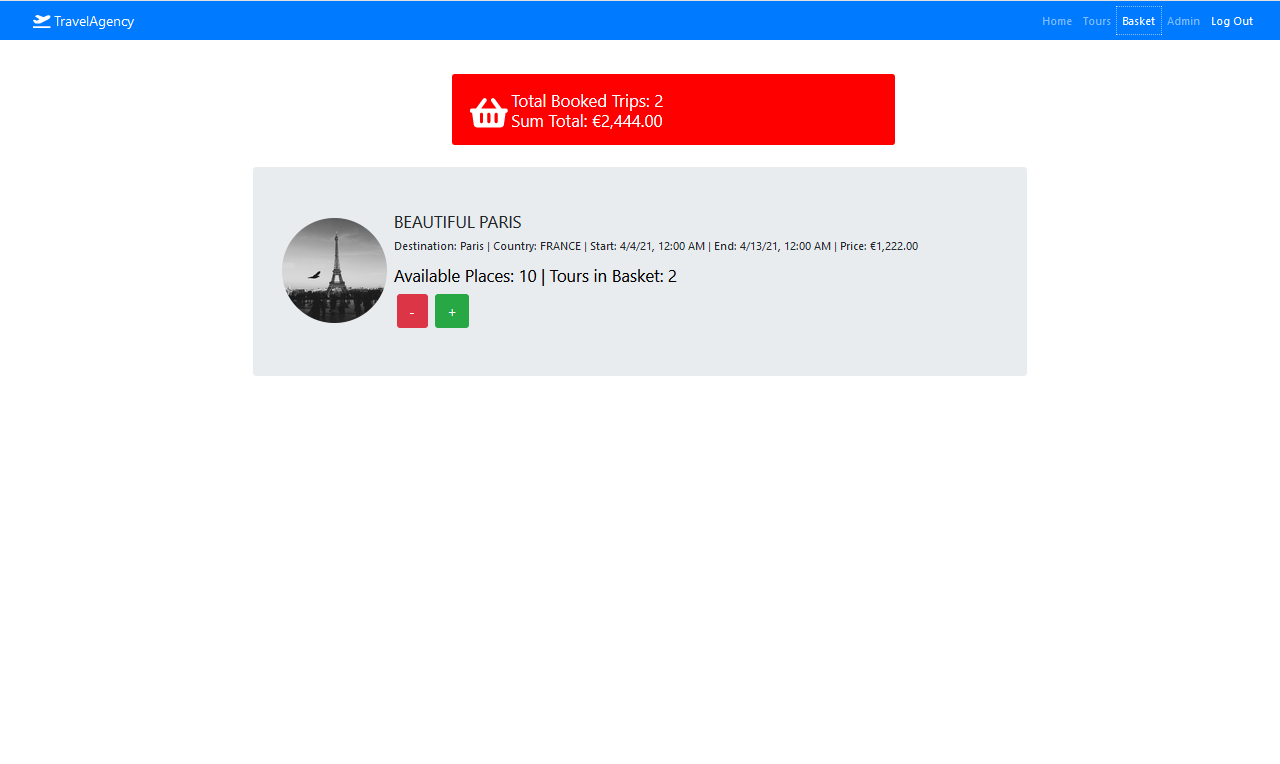 TravelAgency
Home Tours Basket Admin Log Out
Total Booked Trips: 2
Sum Total: €2,444.00
BEAUTIFUL PARIS
Destination: Paris | Country: FRANCE | Start: 4/4/21, 12:00 AM | End: 4/13/21, 12:00 AM | Price: €1,222.00
Available Places: 10 | Tours in Basket: 2
- +